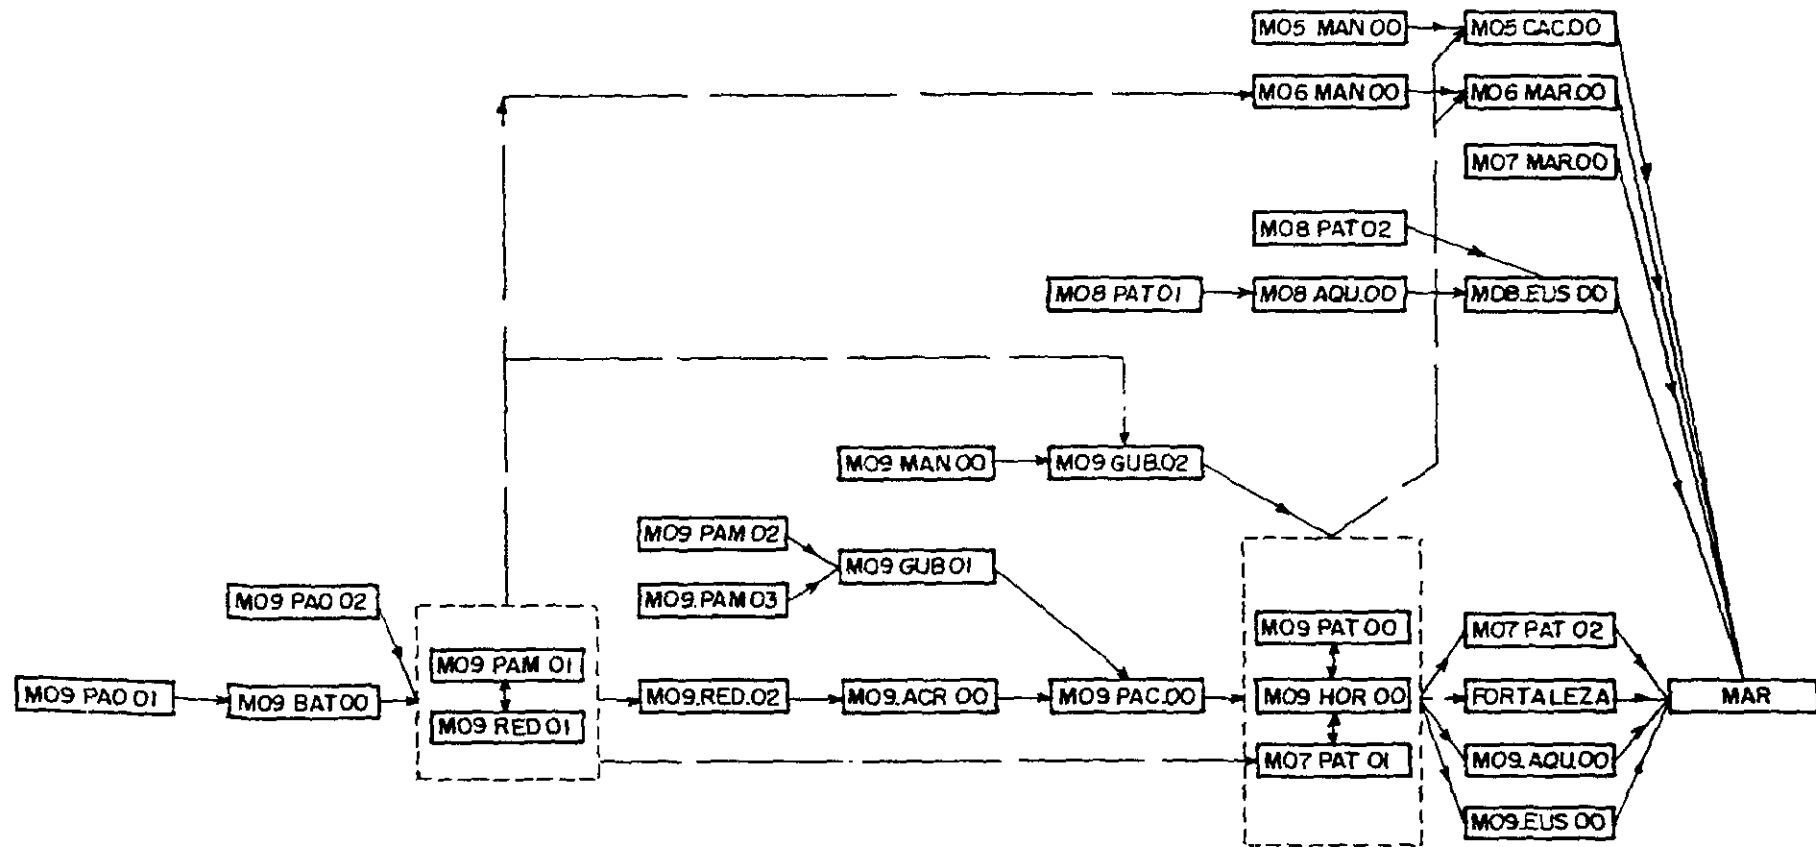 M05 MAN 00
M05 CAC.00
M06 MAN 00
M06 MAR.00
M07 MAR.00
M08 PAT 02
M08 PAT 01
M08 AQU.00
M08.EUS 00
M09 MAN 00
M09 GUB.02
M09 PAM 02
M09 GUB 01
M09.PAM 03
M09 PAO 02
M09 PAT 00
M07 PAT 02
M09 PAM 01
M09 PAO 01
M09 BAT 00
M09.RED.02
M09.ACR 00
M09 PAC.00
M09 HOR 00
FORTALEZA
MAR
M09 RED 01
M07 PAT 01
M09.AQU.00
M09.EUS 00